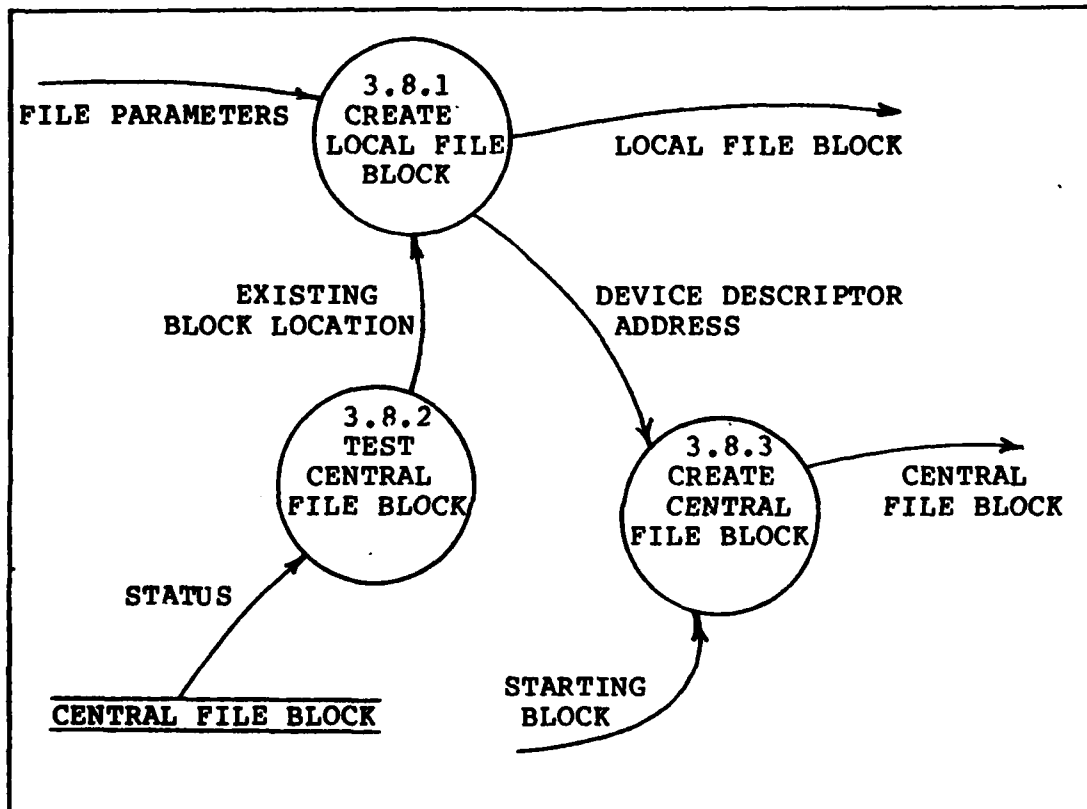 3.8.1
CREATE
LOCAL FILE
BLOCK
FILE PARAMETERS
LOCAL FILE BLOCK
EXISTING
BLOCK LOCATION
DEVICE DESCRIPTOR
ADDRESS
3.8.2
TEST
CENTRAL
FILE BLOCK
3.8.3
CREATE
CENTRAL
FILE BLOCK
CENTRAL
FILE BLOCK
STATUS
CENTRAL FILE BLOCK
STARTING
BLOCK